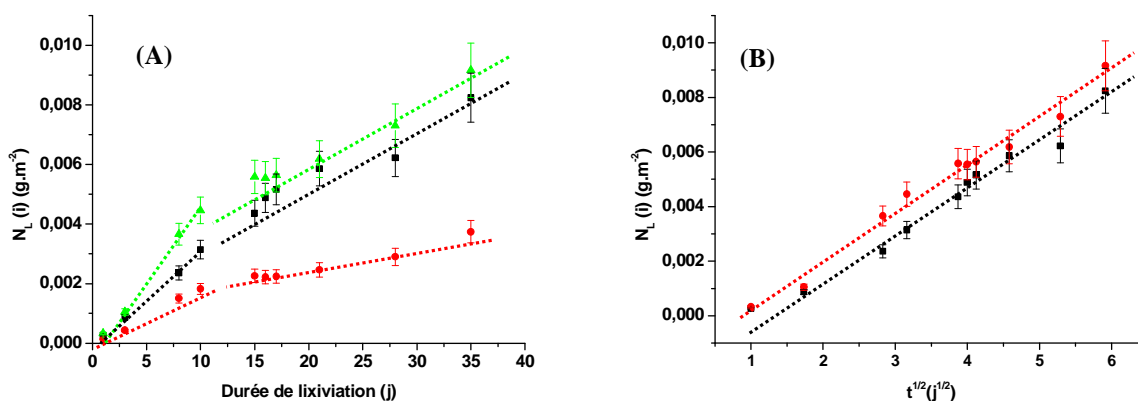 (A)
N_L (i) (g.m⁻²)
0,010
0,008
0,006
0,004
0,002
0,000
0 5 10 15 20 25 30 35 40
Durée de lixiviation (j)
(B)
N_L (i) (g.m⁻²)
0,010
0,008
0,006
0,004
0,002
0,000
1 2 3 4 5 6
t^1/2(j^1/2)